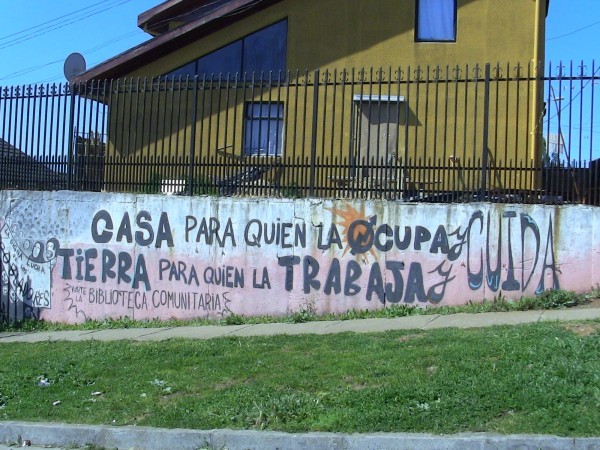 CASA PARA QUIEN LA OCUPA Y CUIDA
TIERRA PARA QUIEN LA TRABAJA Y
BIBLIOTECA COMUNITARIA